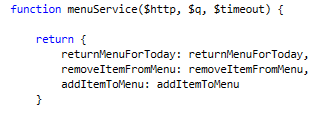 function menuService($http, $q, $timeout) {
return {
returnMenuForToday: returnMenuForToday,
removeItemFromMenu: removeItemFromMenu,
addItemToMenu: addItemToMenu
}